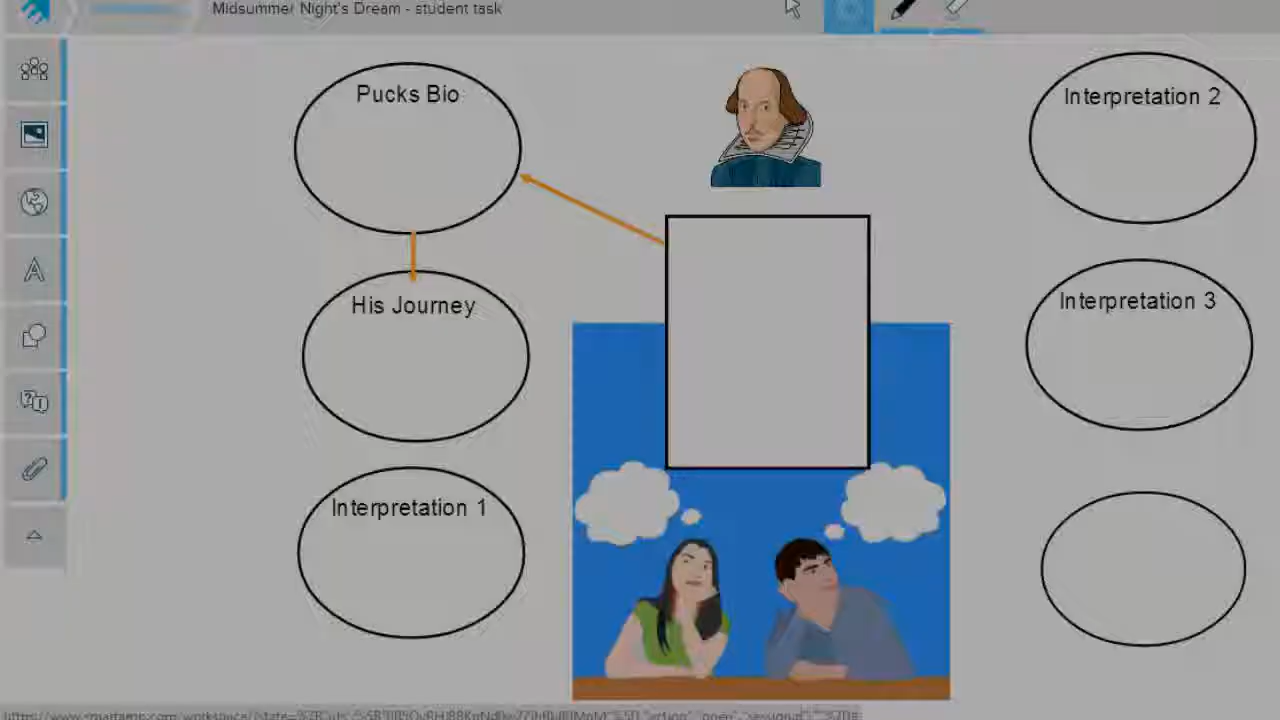 Midsummer Night's Dream - student task
Pucks Bio
Interpretation 2
His Journey
Interpretation 3
Interpretation 1